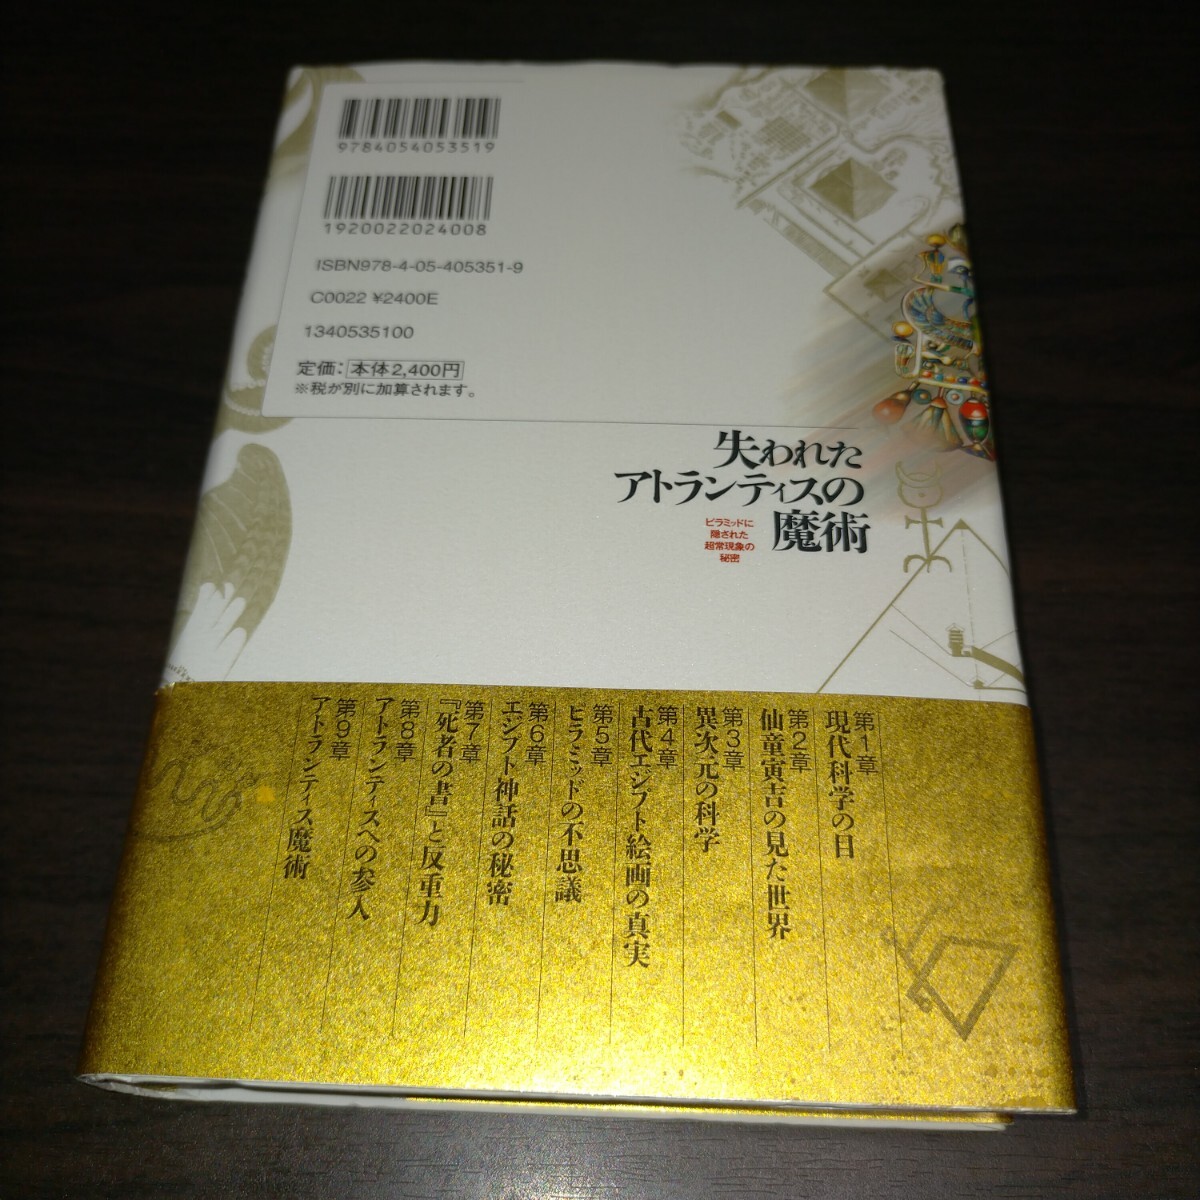 9784054053519
1920022024008
ISBN978-4-05-405351-9
C0022 ¥2400E
1340535100
定価：本体2,400円
※税が別に加算されます。
失われた
アトランティスの
魔術
ピラミッドに
隠された
超常現象の
秘密
第1章
現代科学の日
第2章
仙童寅吉の見た世界
第3章
異次元の科学
第4章
古代エジプト絵画の真実
第5章
ピラミッドの不思議
第6章
エジプト神話の秘密
第7章
『死者の書』と反重力
第8章
アトランティスへの参入
第9章
アトランティス魔術